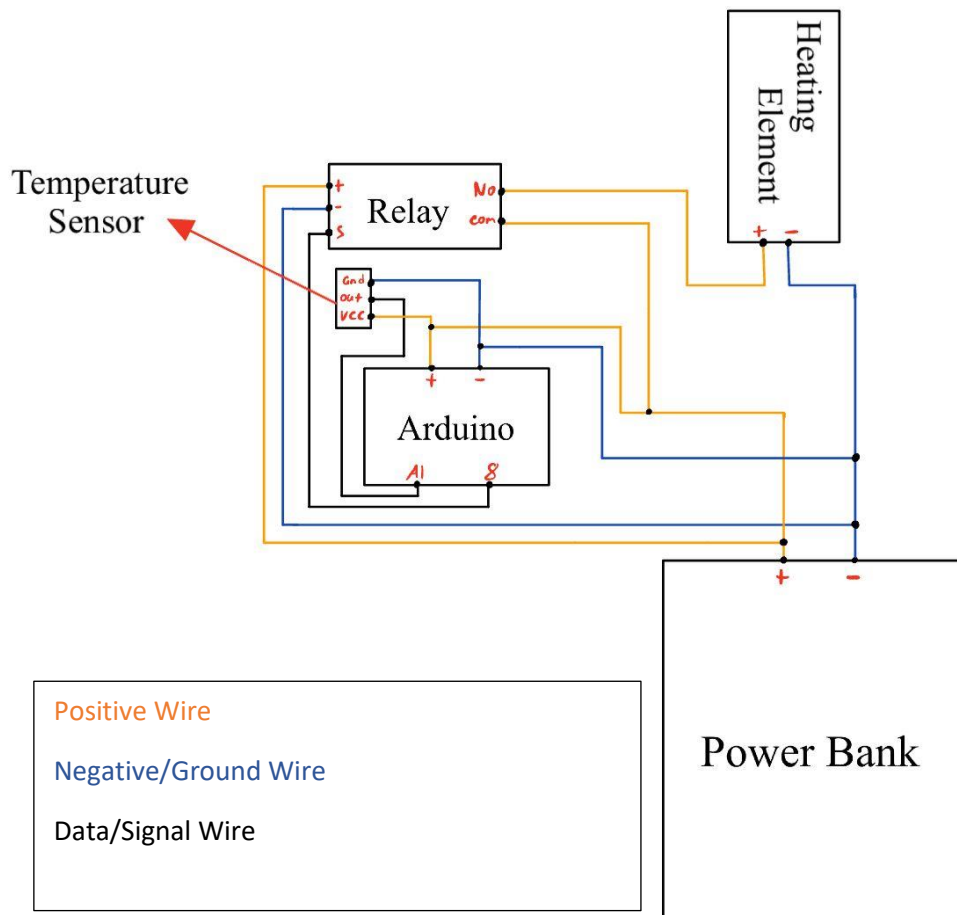 Heating
Element
+ -
Temperature
Sensor
+
-
S
Relay
No
com
Gnd
out
vcc
+ -
Arduino
A1 8
+ -
Power Bank
Positive Wire
Negative/Ground Wire
Data/Signal Wire